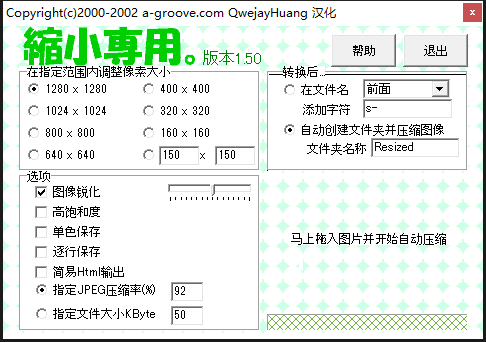 Copyright(c)2000-2002 a-groove.com QwejayHuang 汉化
x
縮小専用。版本1.50
帮助
退出
在指定范围内调整像素大小
1280 x 1280
400 x 400
1024 x 1024
320 x 320
800 x 800
160 x 160
640 x 640
150 x 150
转换后...
在文件名
前面
添加字符
s-
自动创建文件夹并压缩图像
文件夹名称
Resized
选项
图像锐化
高饱和度
单色保存
逐行保存
简易Html输出
指定JPEG压缩率(%)
92
指定文件大小KByte
50
马上拖入图片并开始自动压缩